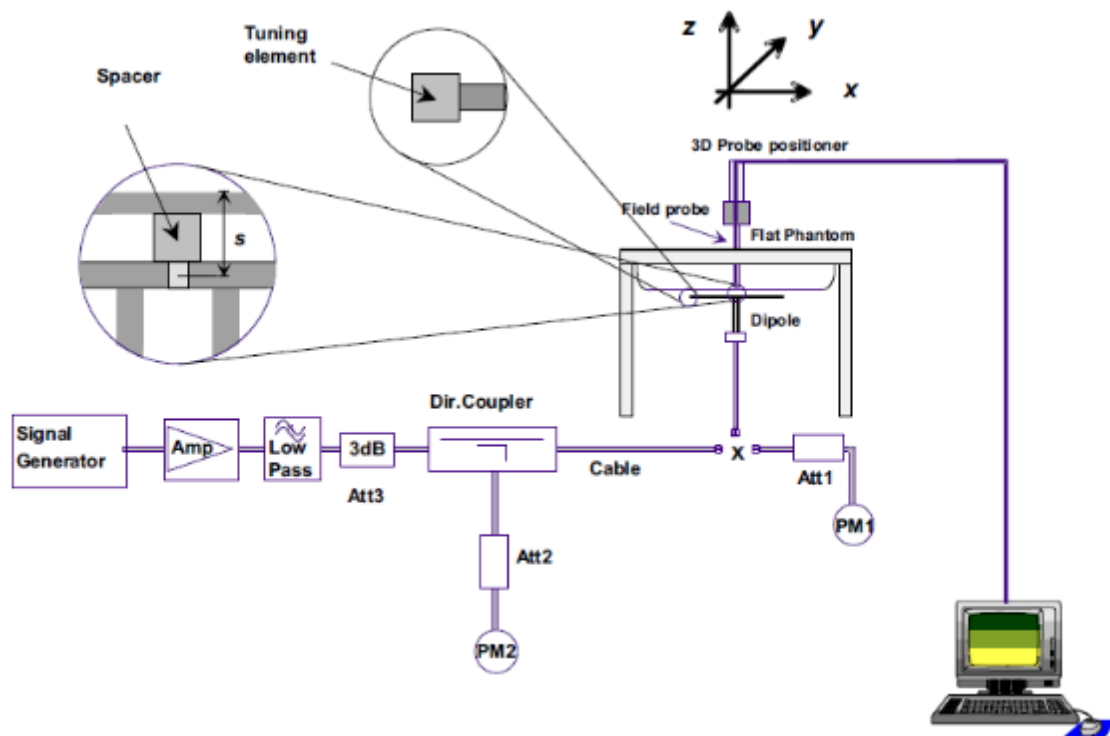 Tuning
element
Spacer
s
z
y
x
3D Probe positioner
Field probe
Flat Phantom
Dipole
Dir.Coupler
Signal
Generator
Amp
Low
Pass
3dB
Att3
Cable
X
Att1
PM1
Att2
PM2